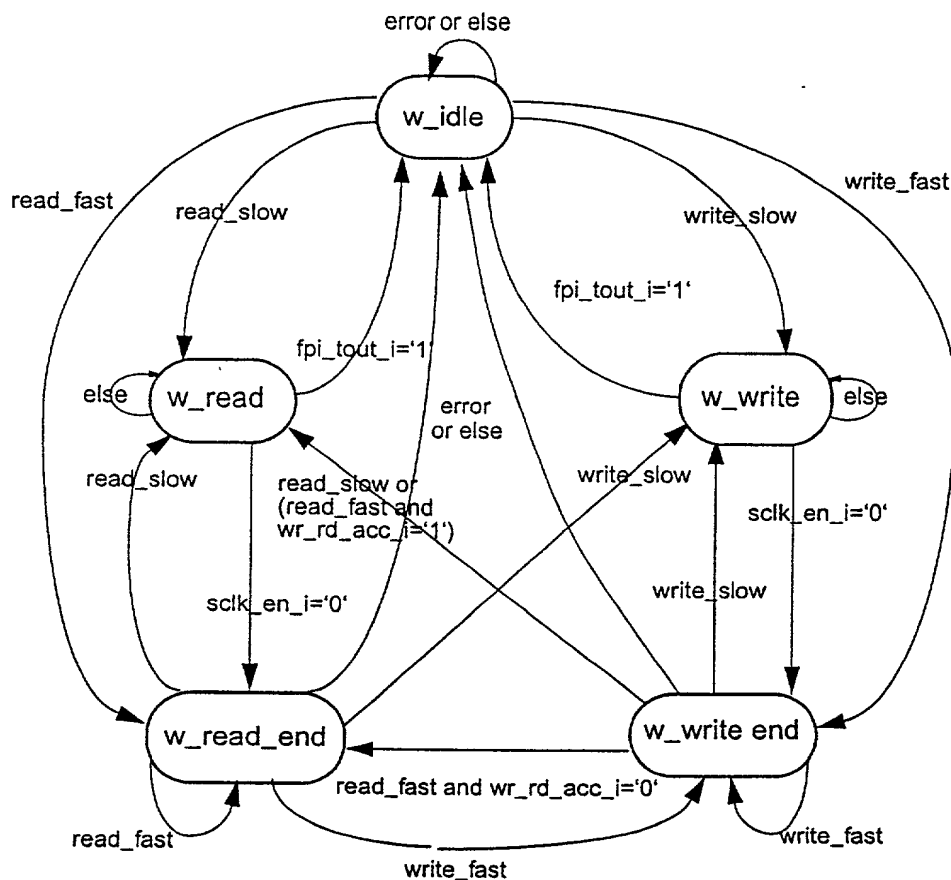 error or else
w_idle
read_fast
write_fast
read_slow
write_slow
fpi_tout_i=‘1‘
fpi_tout_i=‘1‘
w_read
else
w_write
else
error
or else
read_slow
read_slow or
(read_fast and
wr_rd_acc_i=‘1‘)
write_slow
sclk_en_i=‘0‘
sclk_en_i=‘0‘
write_slow
w_read_end
w_write end
read_fast and wr_rd_acc_i=‘0‘
read_fast
write_fast
write_fast